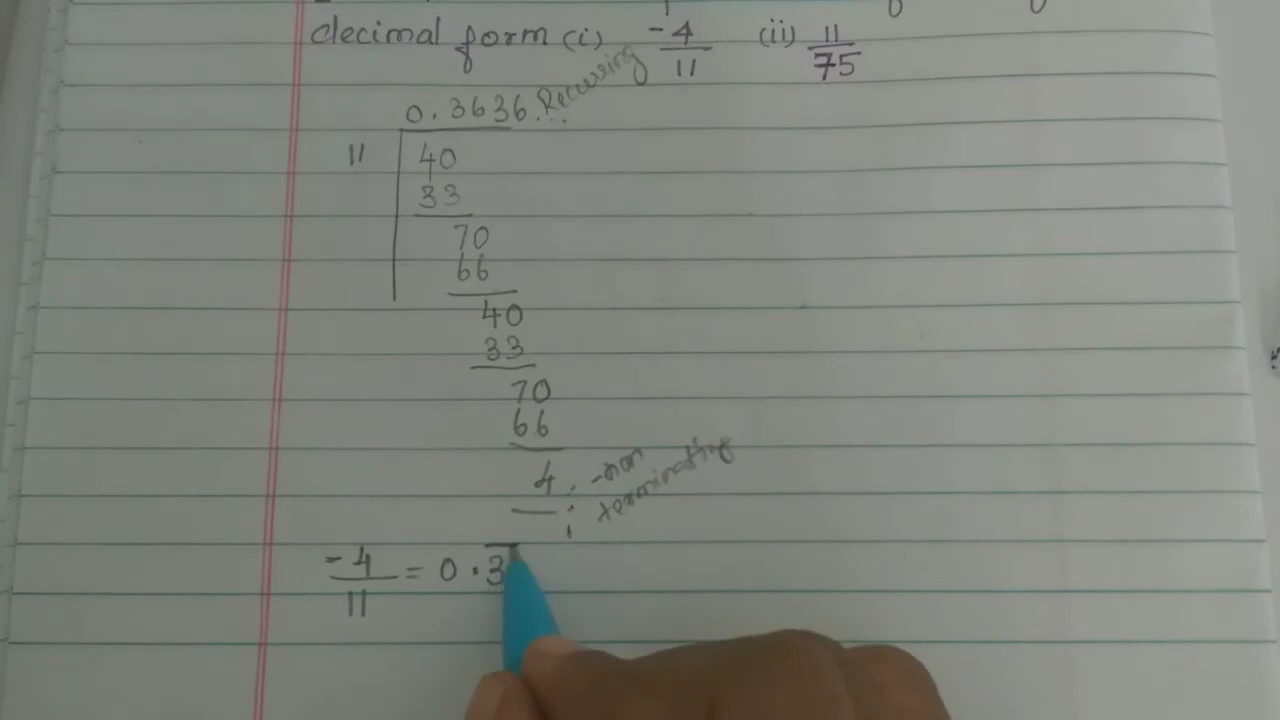 decimal form (i) -4/11 (ii) 11/75
0.3636... Recurring
11 40
33
70
66
40
33
70
66
4 - non
terminating
-4/11 = 0.3